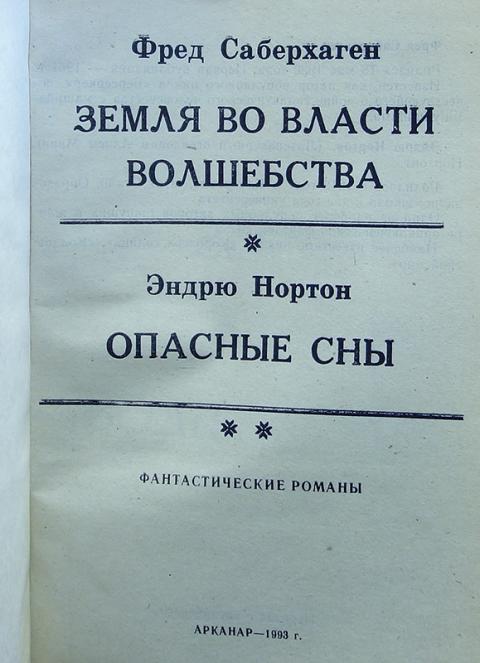 Фред Саберхаген
ЗЕМЛЯ ВО ВЛАСТИ
ВОЛШЕБСТВА
Эндрю Нортон
ОПАСНЫЕ СНЫ
ФАНТАСТИЧЕСКИЕ РОМАНЫ
АРКАНАР—1993 г.